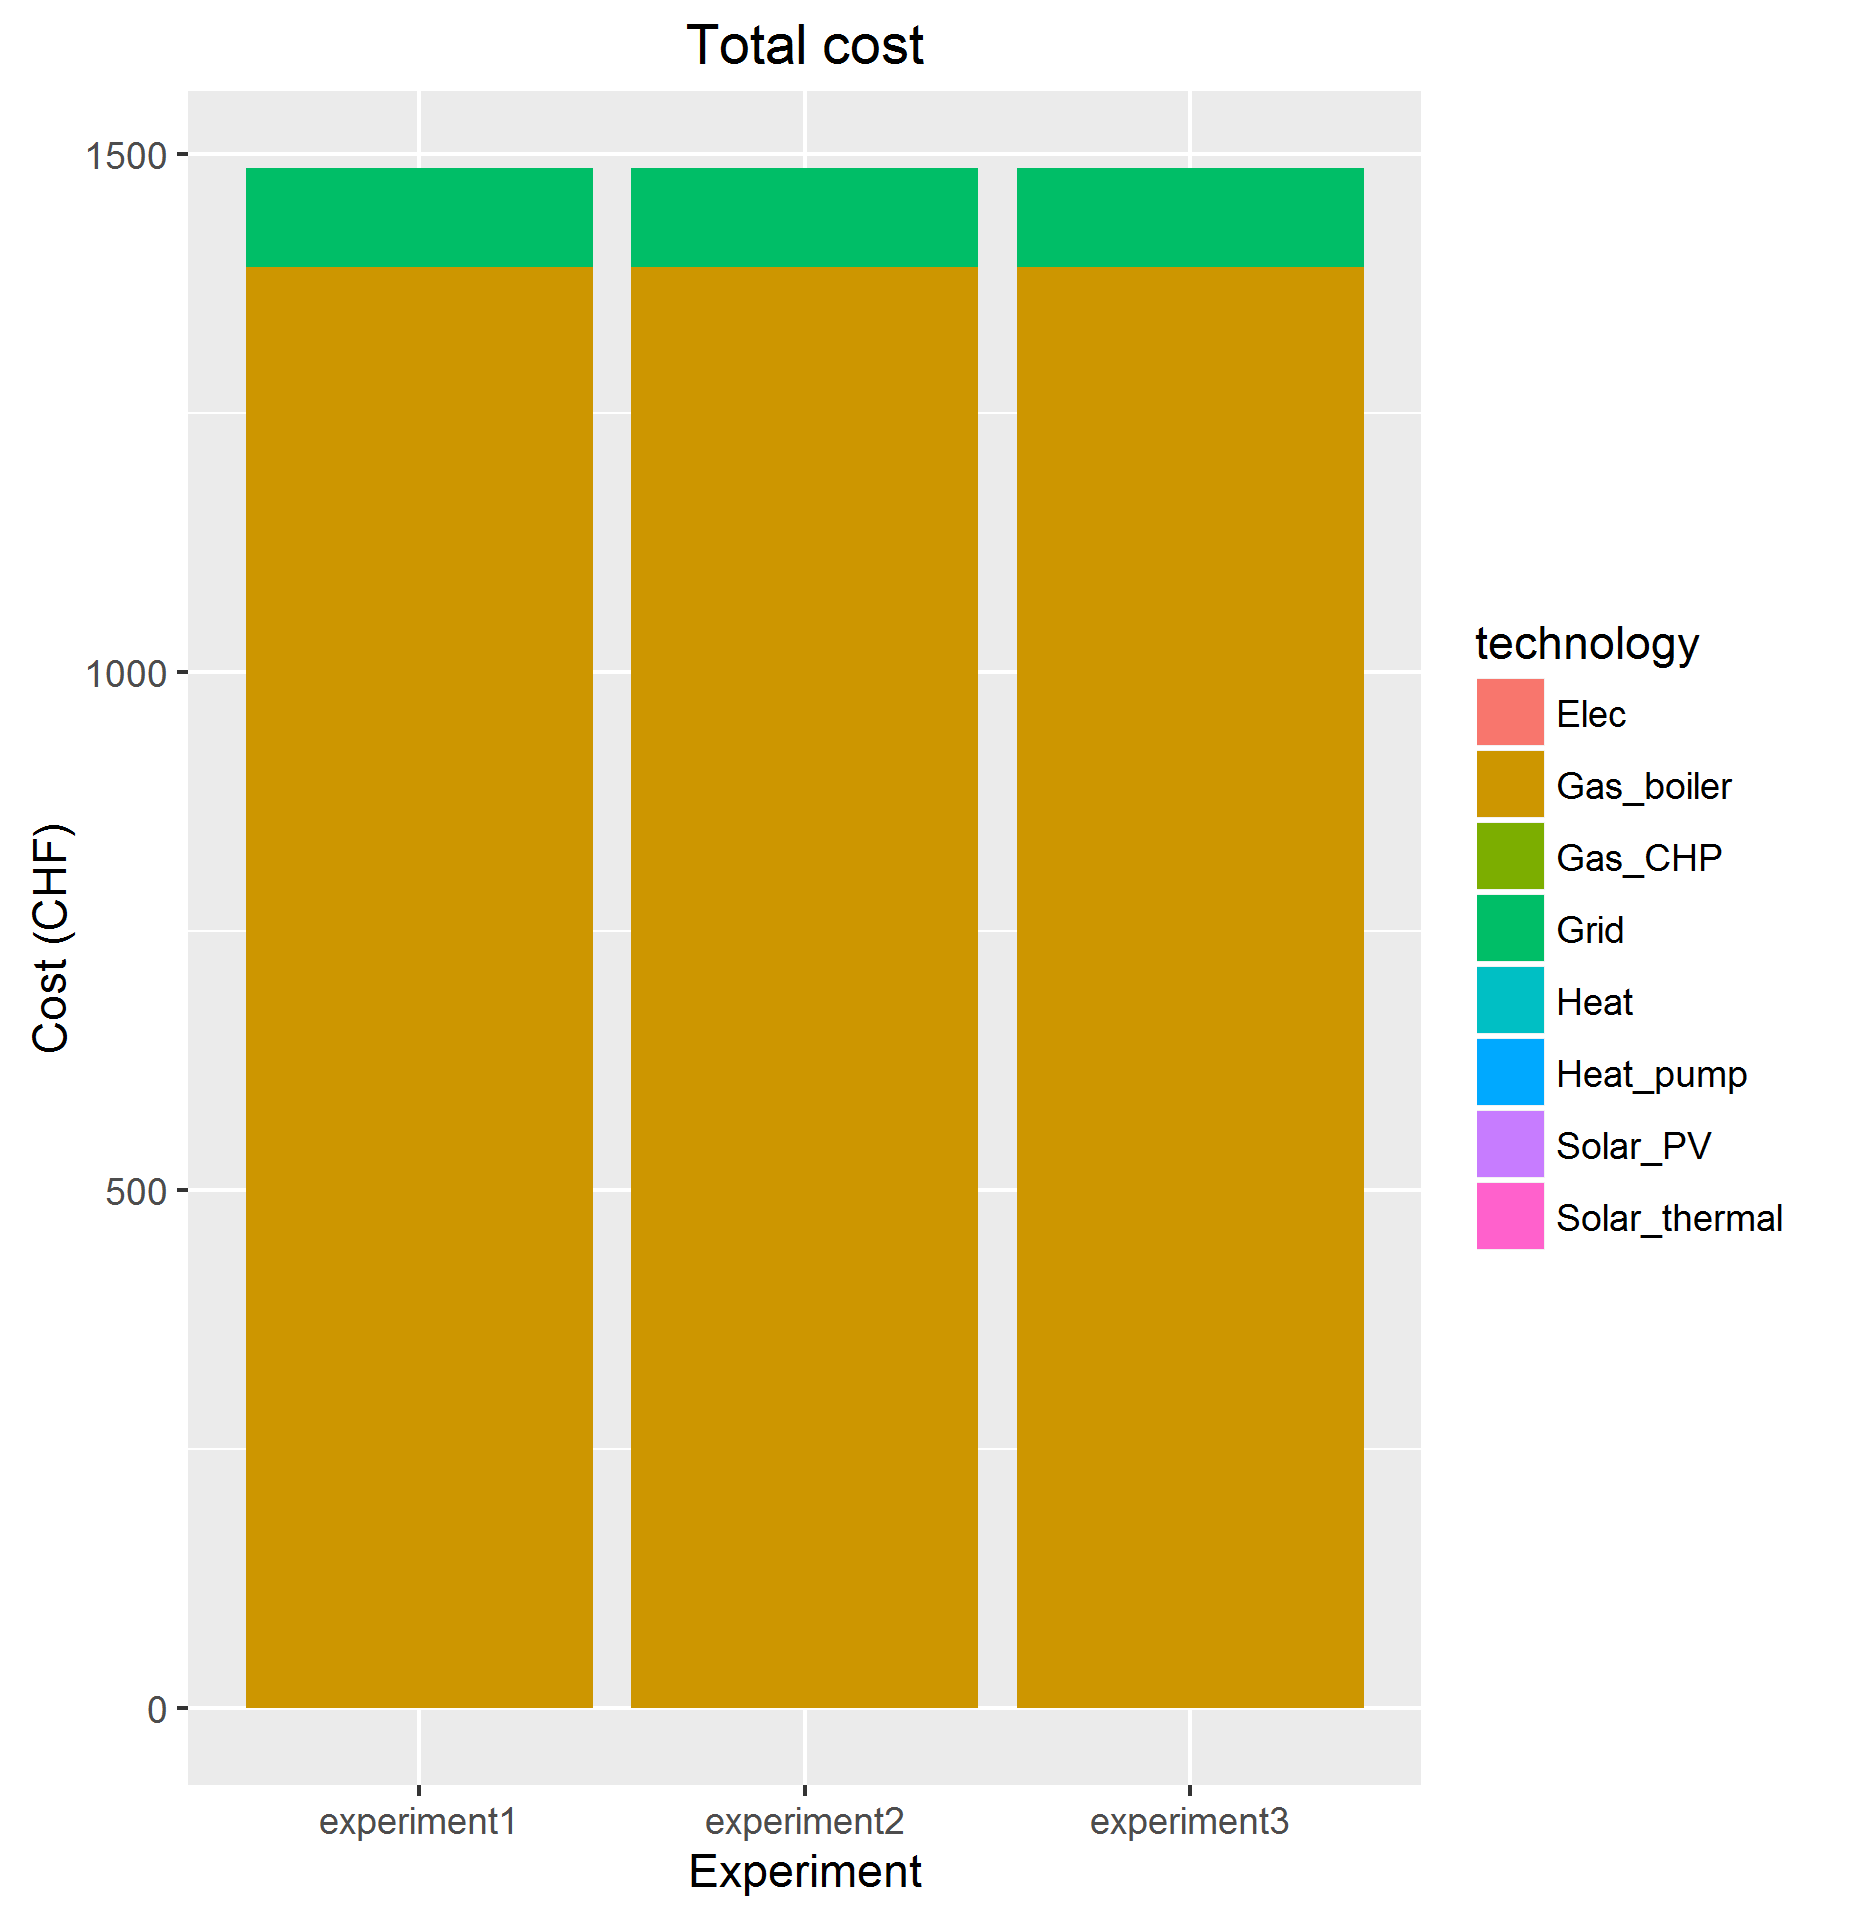 Total cost
1500
1000
500
0
Cost (CHF)
experiment1
experiment2
experiment3
Experiment
technology
Elec
Gas_boiler
Gas_CHP
Grid
Heat
Heat_pump
Solar_PV
Solar_thermal